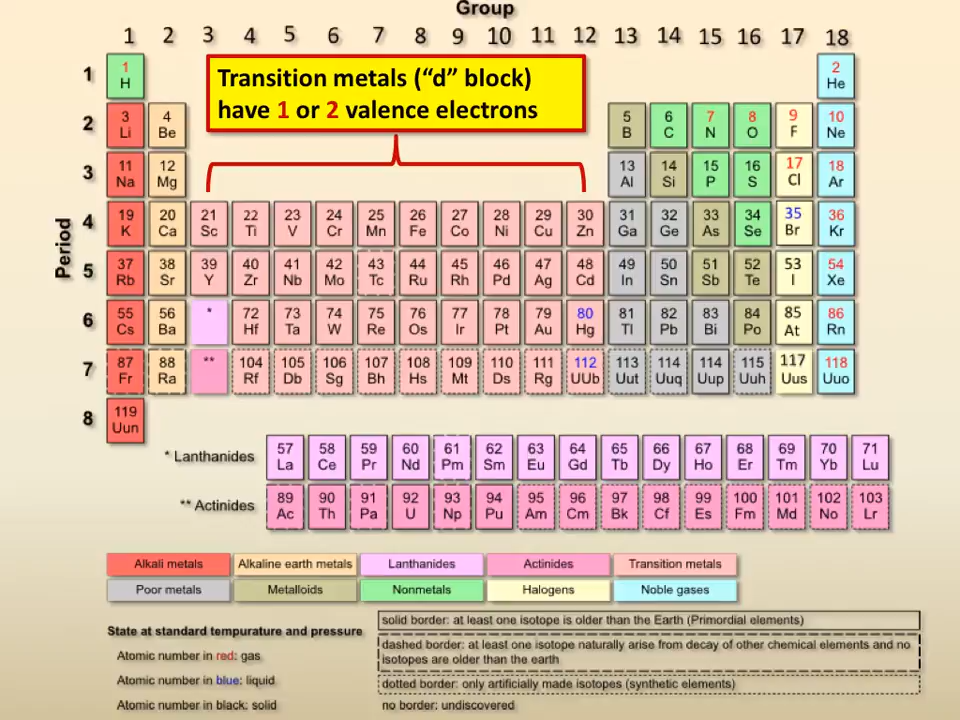 Group
1 2 3 4 5 6 7 8 9 10 11 12 13 14 15 16 17 18
Transition metals (“d” block)
have 1 or 2 valence electrons
Period
1
1 2
H He
2
3 4 5 6 7 8 9 10
Li Be B C N O F Ne
3
11 12 13 14 15 16 17 18
Na Mg Al Si P S Cl Ar
4
19 20 21 22 23 24 25 26 27 28 29 30 31 32 33 34 35 36
K Ca Sc Ti V Cr Mn Fe Co Ni Cu Zn Ga Ge As Se Br Kr
5
37 38 39 40 41 42 43 44 45 46 47 48 49 50 51 52 53 54
Rb Sr Y Zr Nb Mo Tc Ru Rh Pd Ag Cd In Sn Sb Te I Xe
6
55 56 * 72 73 74 75 76 77 78 79 80 81 82 83 84 85 86
Cs Ba Hf Ta W Re Os Ir Pt Au Hg Tl Pb Bi Po At Rn
7
87 88 ** 104 105 106 107 108 109 110 111 112 113 114 114 115 117 118
Fr Ra Rf Db Sg Bh Hs Mt Ds Rg UUb Uut Uuq Uup Uuh Uus Uuo
8
119
Uun
* Lanthanides
57 58 59 60 61 62 63 64 65 66 67 68 69 70 71
La Ce Pr Nd Pm Sm Eu Gd Tb Dy Ho Er Tm Yb Lu
** Actinides
89 90 91 92 93 94 95 96 97 98 99 100 101 102 103
Ac Th Pa U Np Pu Am Cm Bk Cf Es Fm Md No Lr
Alkali metals Alkaline earth metals Lanthanides Actinides Transition metals
Poor metals Metalloids Nonmetals Halogens Noble gases
State at standard tempurature and pressure
Atomic number in red: gas
Atomic number in blue: liquid
Atomic number in black: solid
solid border: at least one isotope is older than the Earth (Primordial elements)
dashed border: at least one isotope naturally arise from decay of other chemical elements and no
isotopes are older than the earth
dotted border: only artificially made isotopes (synthetic elements)
no border: undiscovered